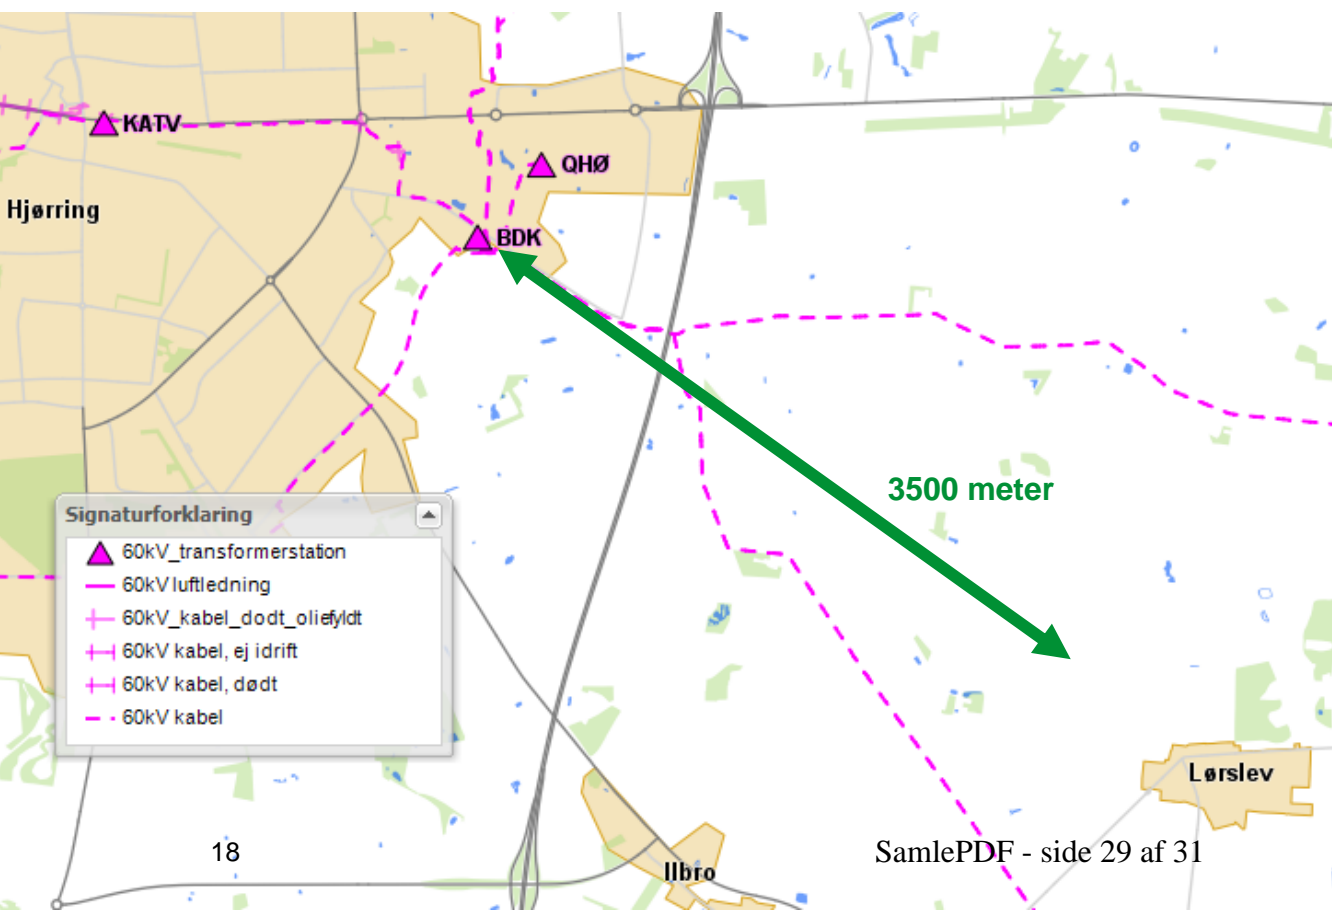 KATV
QHØ
Hjørring
BDK
3500 meter
Signaturforklaring
60kV_transformerstation
60kV luftledning
60kV_kabel_dodt_oliefyldt
60kV kabel, ej idrift
60kV kabel, dødt
60kV kabel
Lørslev
18
SamlePDF - side 29 af 31
Ilbro